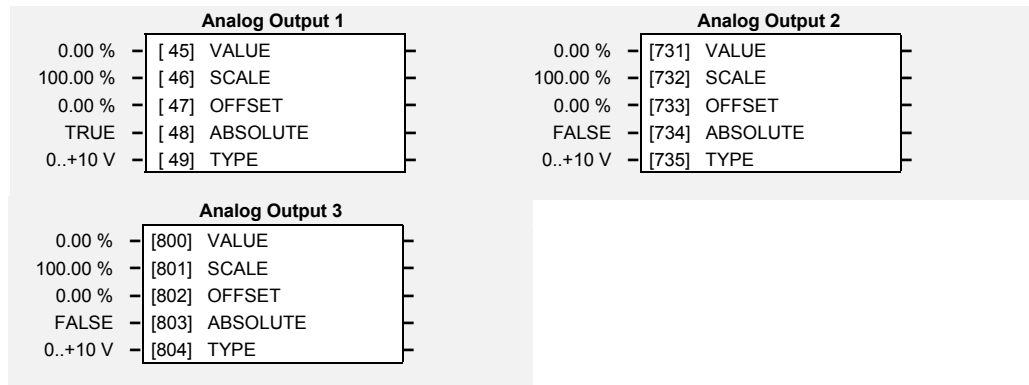 Analog Output 1
0.00 % [ 45] VALUE
100.00 % [ 46] SCALE
0.00 % [ 47] OFFSET
TRUE [ 48] ABSOLUTE
0..+10 V [ 49] TYPE
Analog Output 2
0.00 % [731] VALUE
100.00 % [732] SCALE
0.00 % [733] OFFSET
FALSE [734] ABSOLUTE
0..+10 V [735] TYPE
Analog Output 3
0.00 % [800] VALUE
100.00 % [801] SCALE
0.00 % [802] OFFSET
FALSE [803] ABSOLUTE
0..+10 V [804] TYPE